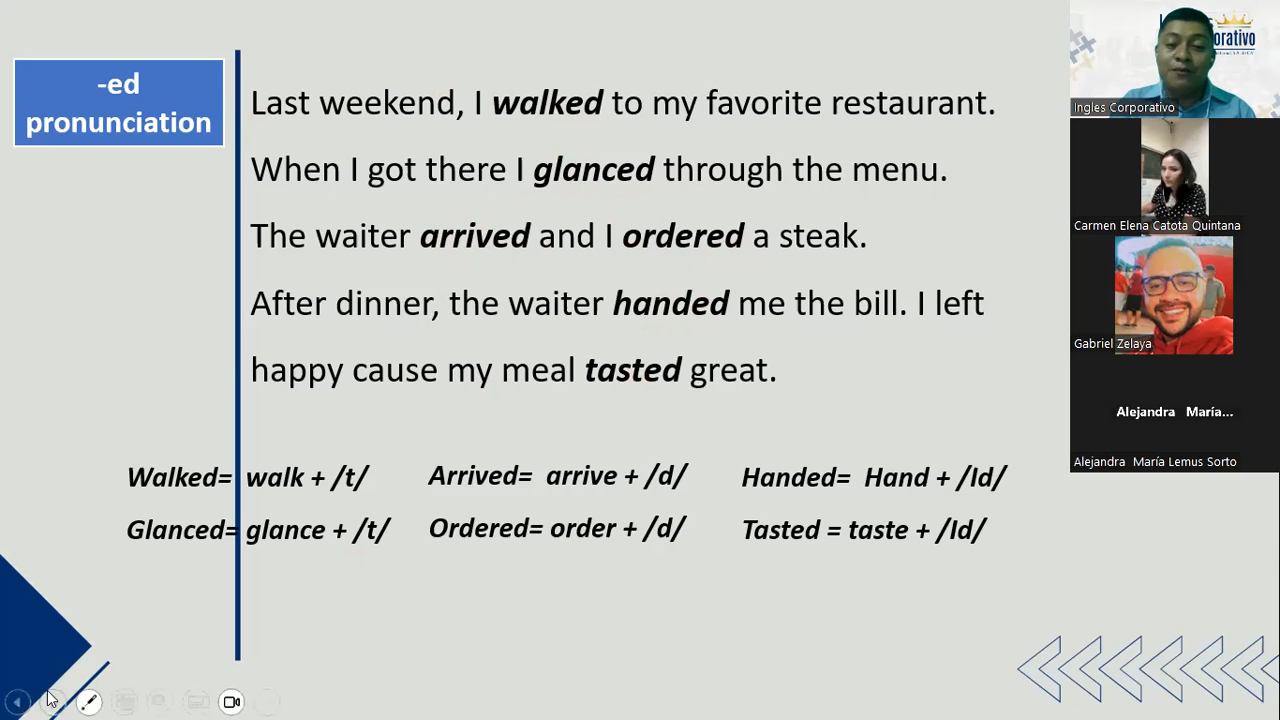 -ed
pronunciation
Last weekend, I walked to my favorite restaurant.
When I got there I glanced through the menu.
The waiter arrived and I ordered a steak.
After dinner, the waiter handed me the bill. I left
happy cause my meal tasted great.
Walked= walk + /t/
Glanced= glance + /t/
Arrived= arrive + /d/
Ordered= order + /d/
Handed= Hand + /Id/
Tasted = taste + /Id/
Ingles Corporativo
Carmen Elena Catota Quintana
Gabriel Zelaya
Alejandra María...
Alejandra María Lemus Sorto